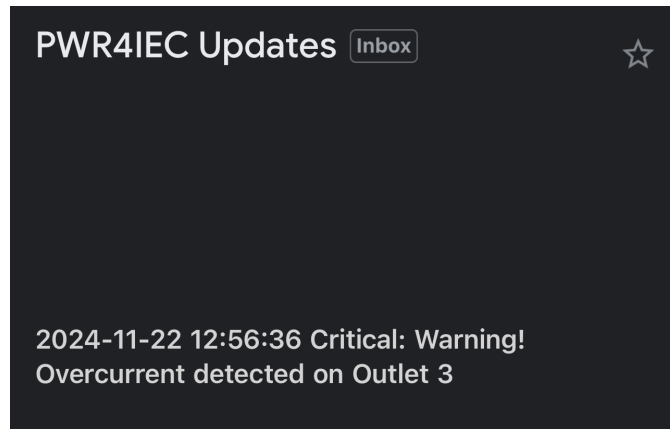 PWR4IEC Updates Inbox
2024-11-22 12:56:36 Critical: Warning!
Overcurrent detected on Outlet 3